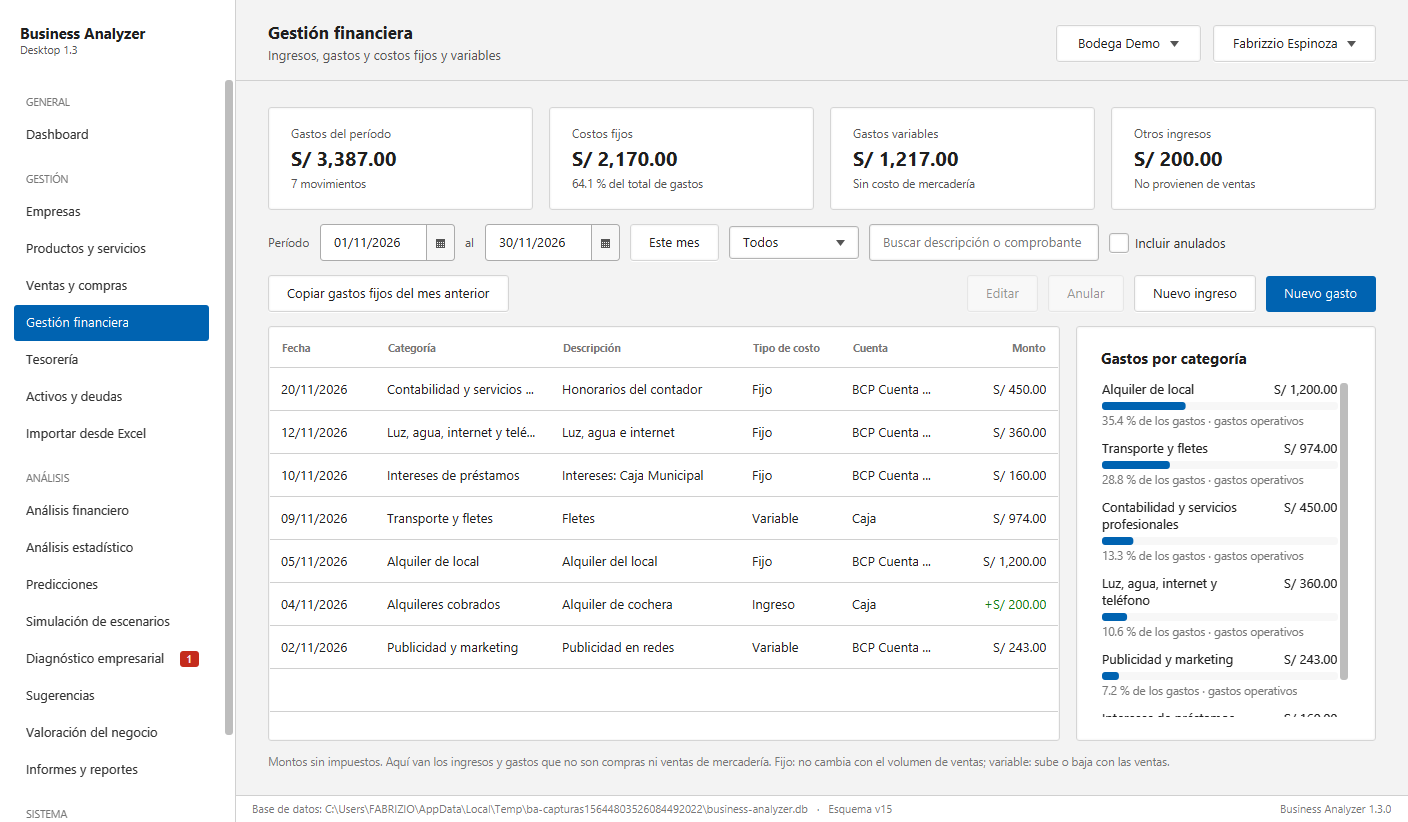 Business Analyzer
Desktop 1.3
GENERAL
Dashboard
GESTIÓN
Empresas
Productos y servicios
Ventas y compras
Gestión financiera
Tesorería
Activos y deudas
Importar desde Excel
ANÁLISIS
Análisis financiero
Análisis estadístico
Predicciones
Simulación de escenarios
Diagnóstico empresarial 1
Sugerencias
Valoración del negocio
Informes y reportes
SISTEMA
Gestión financiera
Ingresos, gastos y costos fijos y variables
Bodega Demo
Fabrizzio Espinoza
Gastos del período
S/ 3,387.00
7 movimientos
Costos fijos
S/ 2,170.00
64.1 % del total de gastos
Gastos variables
S/ 1,217.00
Sin costo de mercadería
Otros ingresos
S/ 200.00
No provienen de ventas
Período 01/11/2026 al 30/11/2026 Este mes Todos Buscar descripción o comprobante Incluir anulados
Copiar gastos fijos del mes anterior Editar Anular Nuevo ingreso Nuevo gasto
Fecha Categoría Descripción Tipo de costo Cuenta Monto
20/11/2026 Contabilidad y servicios ... Honorarios del contador Fijo BCP Cuenta ... S/ 450.00
12/11/2026 Luz, agua, internet y telé... Luz, agua e internet Fijo BCP Cuenta ... S/ 360.00
10/11/2026 Intereses de préstamos Intereses: Caja Municipal Fijo BCP Cuenta ... S/ 160.00
09/11/2026 Transporte y fletes Fletes Variable Caja S/ 974.00
05/11/2026 Alquiler de local Alquiler del local Fijo BCP Cuenta ... S/ 1,200.00
04/11/2026 Alquileres cobrados Alquiler de cochera Ingreso Caja +S/ 200.00
02/11/2026 Publicidad y marketing Publicidad en redes Variable BCP Cuenta ... S/ 243.00
Gastos por categoría
Alquiler de local S/ 1,200.00
35.4 % de los gastos · gastos operativos
Transporte y fletes S/ 974.00
28.8 % de los gastos · gastos operativos
Contabilidad y servicios profesionales S/ 450.00
13.3 % de los gastos · gastos operativos
Luz, agua, internet y teléfono S/ 360.00
10.6 % de los gastos · gastos operativos
Publicidad y marketing S/ 243.00
7.2 % de los gastos · gastos operativos
Intereses de préstamos S/ 160.00
Montos sin impuestos. Aquí van los ingresos y gastos que no son compras ni ventas de mercadería. Fijo: no cambia con el volumen de ventas; variable: sube o baja con las ventas.
Base de datos: C:\Users\FABRIZIO\AppData\Local\Temp\ba-capturas15644803526084492022\business-analyzer.db · Esquema v15
Business Analyzer 1.3.0